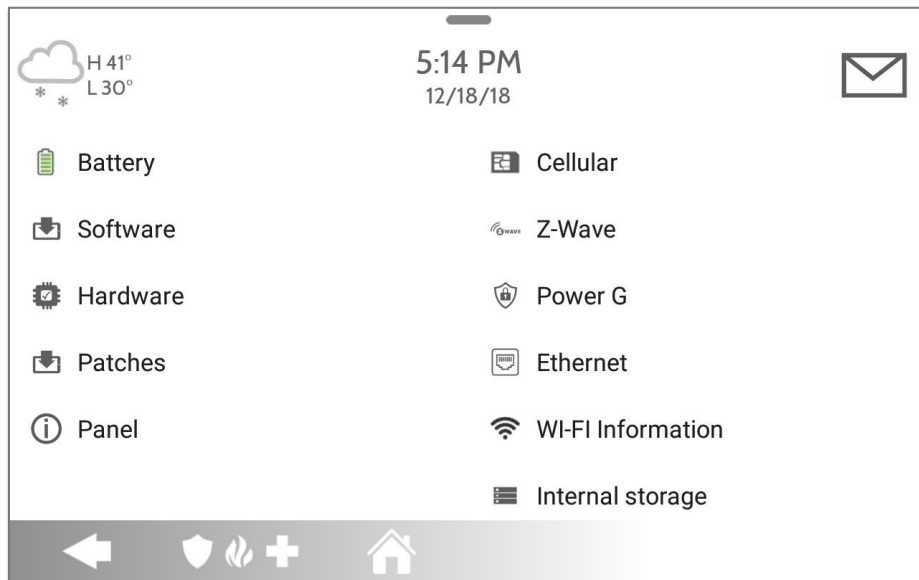 H 41°
L 30°
5:14 PM
12/18/18
Battery
Software
Hardware
Patches
Panel
Cellular
Z-WAVE Z-Wave
Power G
Ethernet
WI-FI Information
Internal storage